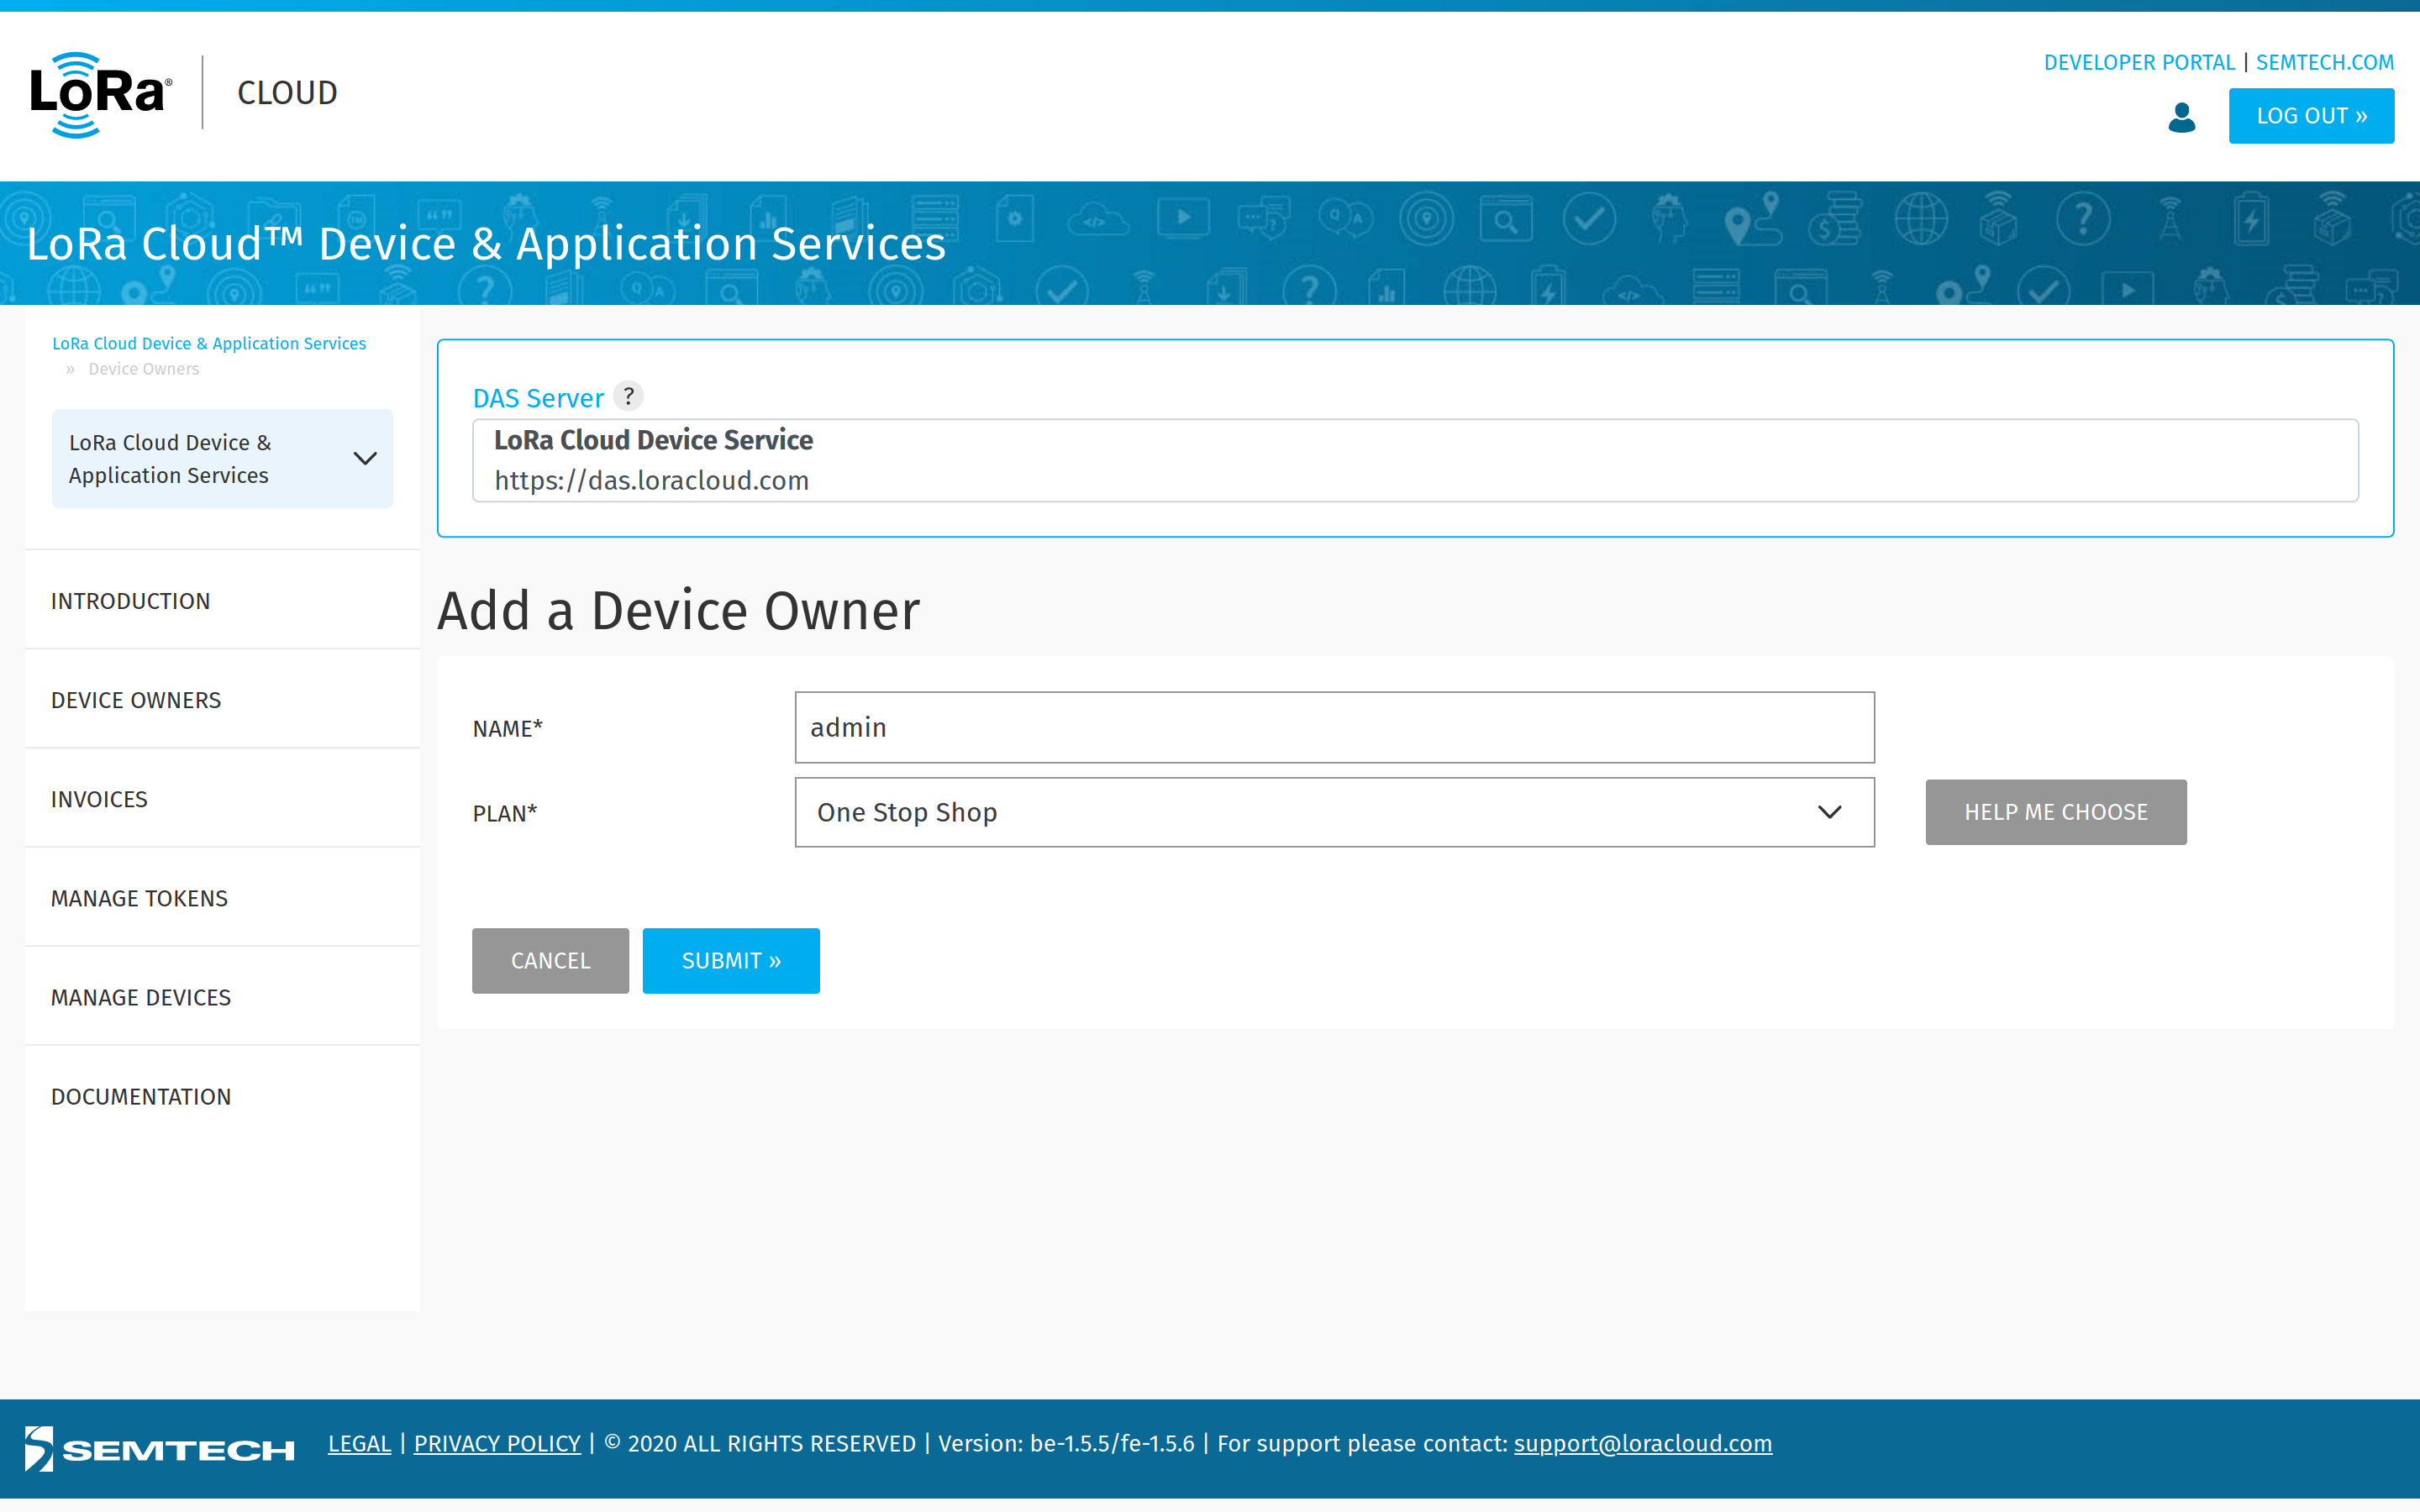 LoRa®
CLOUD
DEVELOPER PORTAL | SEMTECH.COM
LOG OUT »
LoRa Cloud™ Device & Application Services
LoRa Cloud Device & Application Services
» Device Owners
LoRa Cloud Device &
Application Services
INTRODUCTION
DEVICE OWNERS
INVOICES
MANAGE TOKENS
MANAGE DEVICES
DOCUMENTATION
DAS Server ?
LoRa Cloud Device Service
https://das.loracloud.com
Add a Device Owner
NAME* admin
PLAN* One Stop Shop HELP ME CHOOSE
CANCEL SUBMIT »
SEMTECH LEGAL | PRIVACY POLICY | © 2020 ALL RIGHTS RESERVED | Version: be-1.5.5/fe-1.5.6 | For support please contact: support@loracloud.com